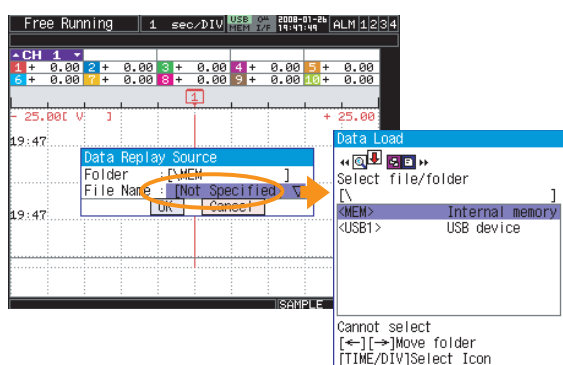 Free Running 1 sec/DIV USB MEM I/F 2008-01-26 19:47:49 ALM 1 2 3 4
CH 1
1 + 0.00 2 + 0.00 3 + 0.00 4 + 0.00 5 + 0.00
6 + 0.00 7 + 0.00 8 + 0.00 9 + 0.00 10 + 0.00
1
- 25.00[ V ] + 25.00
19:47
Data Replay Source
Folder :[\MEM ]
File Name : [Not Specified
OK Cancel
19:47
SAMPLE
Data Load
Select file/folder
[\ ]
<MEM> Internal memory
<USB1> USB device
Cannot select
[←][→]Move folder
[TIME/DIV]Select Icon